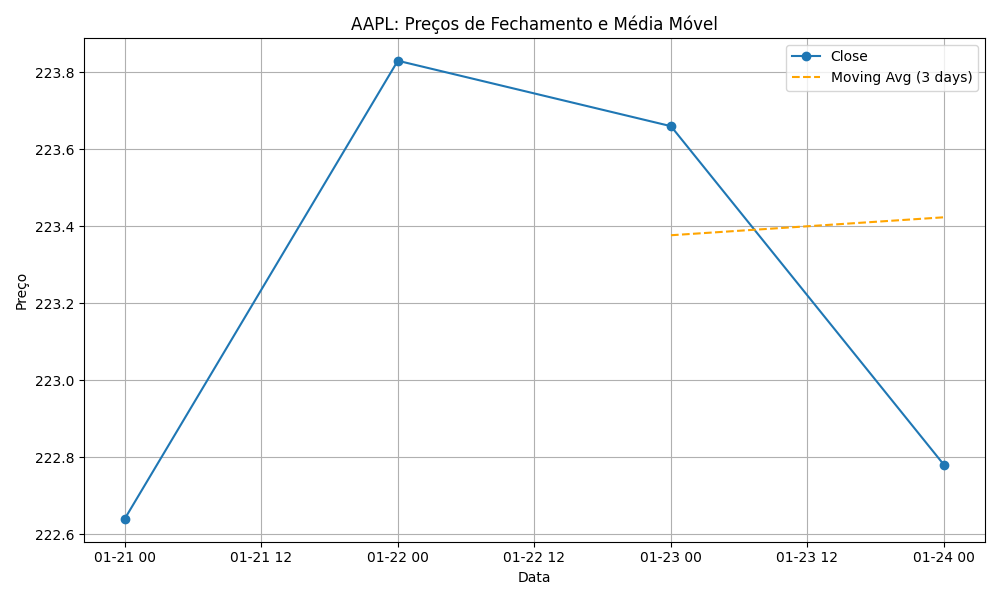 AAPL: Preços de Fechamento e Média Móvel
Close
Moving Avg (3 days)
223.8
223.6
223.4
223.2
223.0
222.8
222.6
Preço
01-21 00
01-21 12
01-22 00
01-22 12
01-23 00
01-23 12
01-24 00
Data